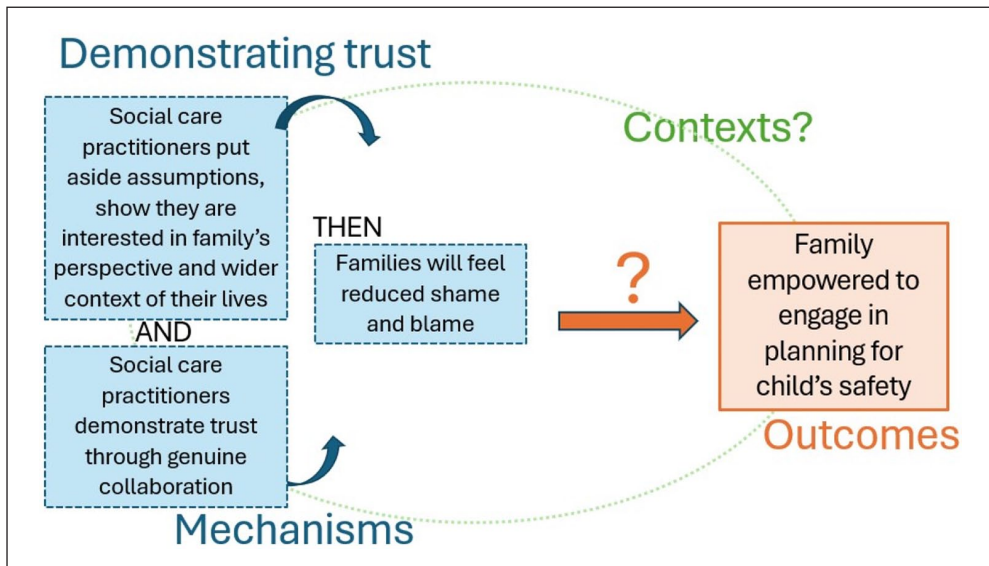 Demonstrating trust
Social care
practitioners put
aside assumptions,
show they are
interested in family's
perspective and wider
context of their lives
AND
Social care
practitioners
demonstrate trust
through genuine
collaboration
Mechanisms
THEN
Families will feel
reduced shame
and blame
?
Contexts?
Family
empowered to
engage in
planning for
child's safety
Outcomes